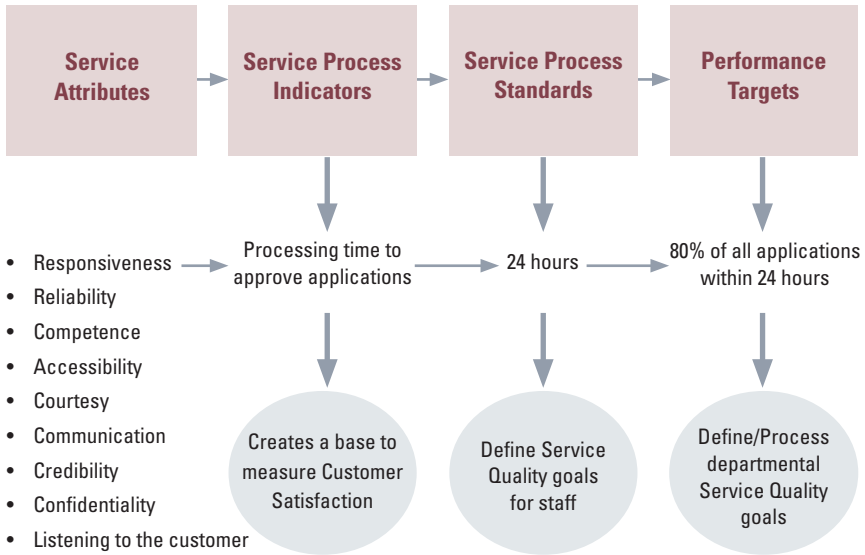 Service
Attributes
Service Process
Indicators
Service Process
Standards
Performance
Targets
• Responsiveness
• Reliability
• Competence
• Accessibility
• Courtesy
• Communication
• Credibility
• Confidentiality
• Listening to the customer
Processing time to
approve applications
24 hours
80% of all applications
within 24 hours
Creates a base to
measure Customer
Satisfaction
Define Service
Quality goals
for staff
Define/Process
departmental
Service Quality
goals